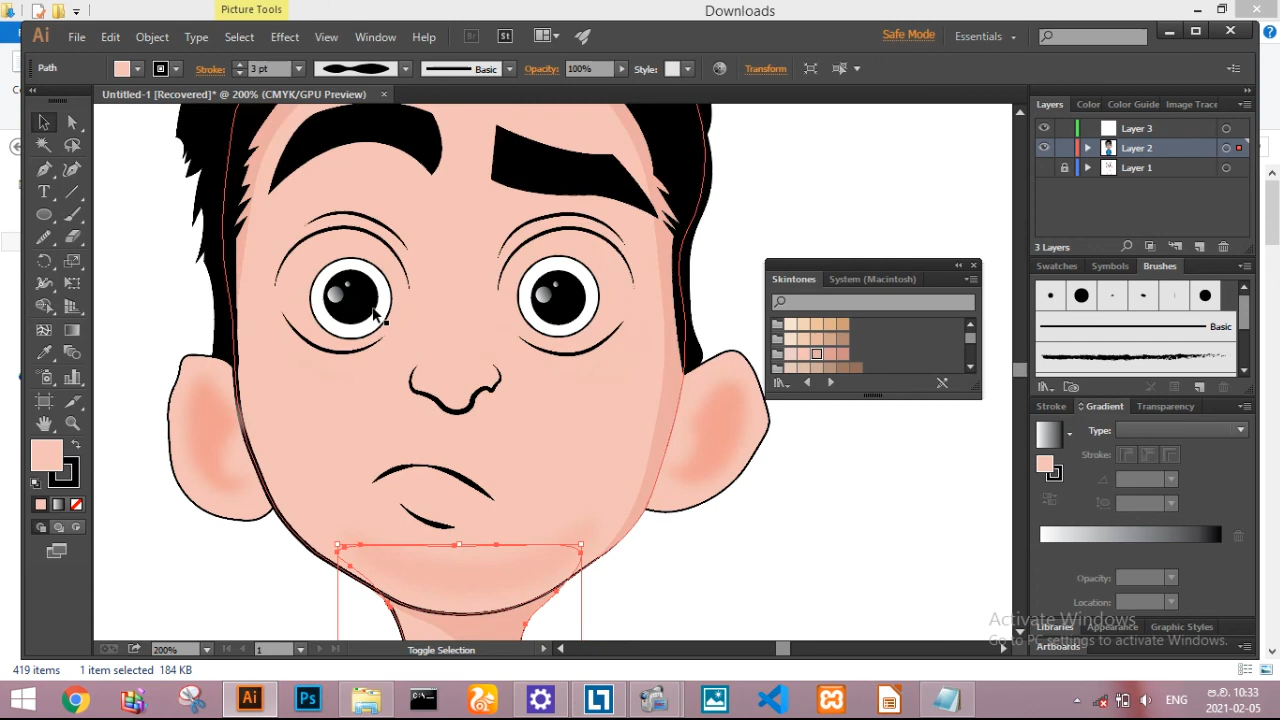 Picture Tools
Downloads
Ai File Edit Object Type Select Effect View Window Help Br St Safe Mode Essentials
Path Stroke: 3 pt Basic Opacity: 100% Style: Transform
Untitled-1 [Recovered]* @ 200% (CMYK/GPU Preview) ×
Layers Color Color Guide Image Trace
Layer 3
Layer 2
Layer 1
3 Layers
Swatches Symbols Brushes
Skintones System (Macintosh)
Basic
Stroke Gradient Transparency
Type:
Stroke:
Opacity:
Location:
Activate Windows
Go to PC settings to activate Windows.
Libraries Appearance Graphic Styles
Artboards
200% 1 Toggle Selection
419 items 1 item selected 184 KB
Ai Ps ENG ප.ව. 10:33
2021-02-05